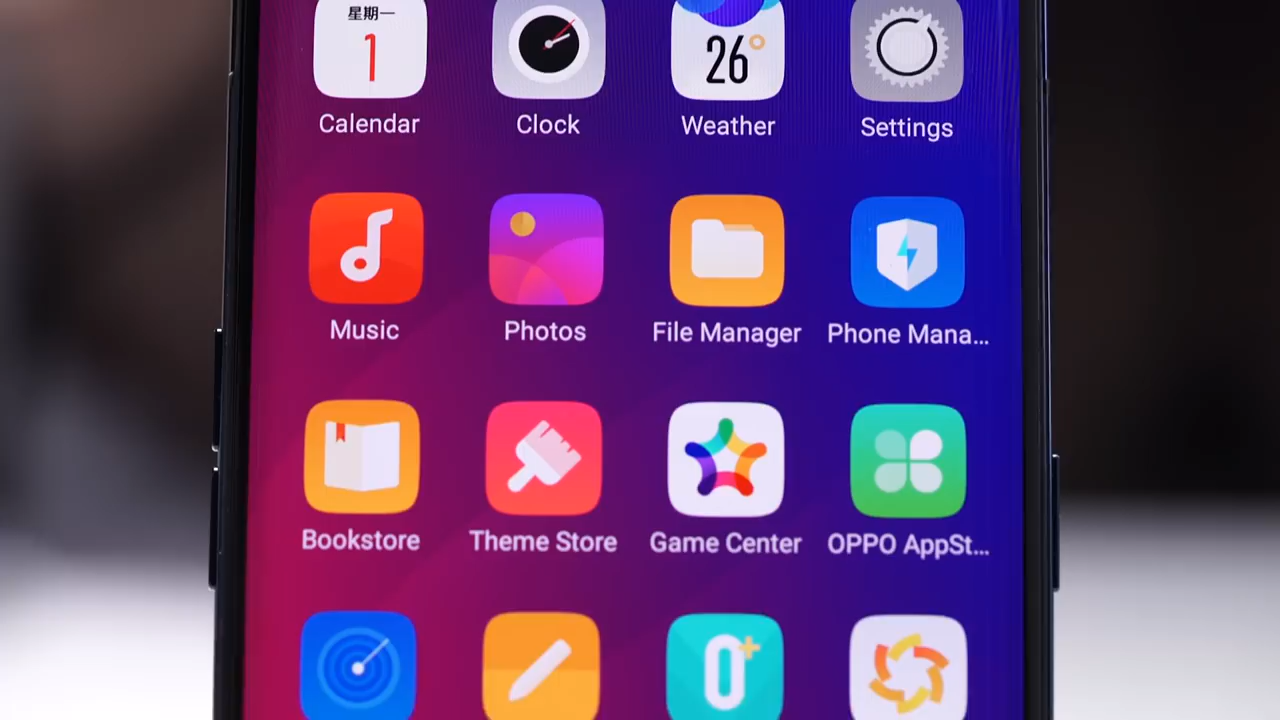 星期一
1
26°
Calendar
Clock
Weather
Settings
Music
Photos
File Manager
Phone Mana...
Bookstore
Theme Store
Game Center
OPPO AppSt...
0+